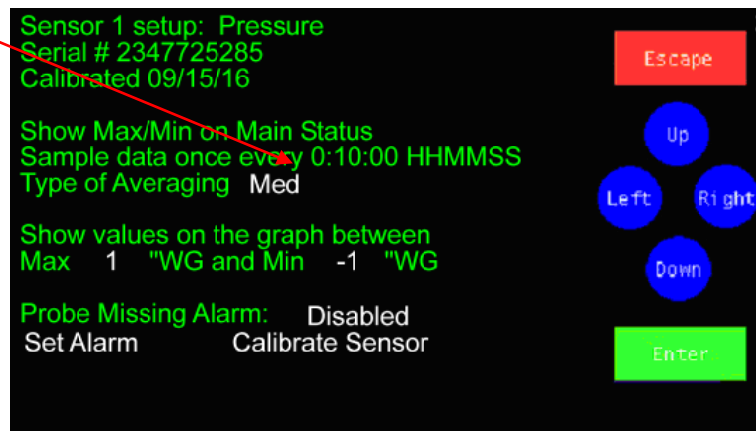 Sensor 1 setup: Pressure
Serial # 2347725285
Calibrated 09/15/16
Show Max/Min on Main Status
Sample data once every 0:10:00 HHMMSS
Type of Averaging Med
Show values on the graph between
Max 1 "WG and Min -1 "WG
Probe Missing Alarm: Disabled
Set Alarm Calibrate Sensor
Escape
Up
Left Right
Down
Enter